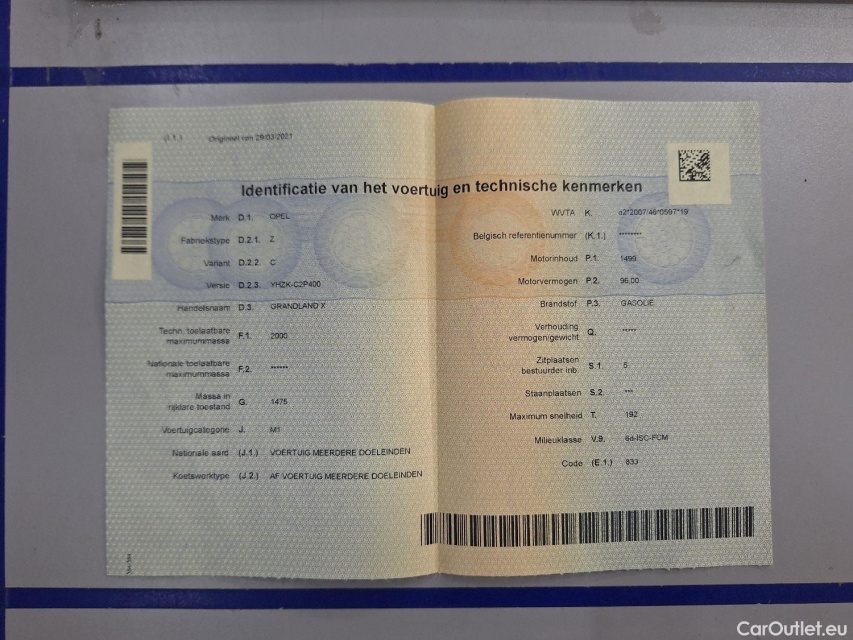 (I.1.) Origineel van 29/03/2021
Identificatie van het voertuig en technische kenmerken
Merk D.1. OPEL
Fabriekstype D.2.1. Z
Variant D.2.2. C
Versie D.2.3. YHZK-C2P400
Handelsnaam D.3. GRANDLAND X
Techn. toelaatbare
maximummassa F.1. 2000
Nationale toelaatbare
maximummassa F.2. ******
Massa in
rijklare toestand G. 1475
Voertuigcategorie J. M1
Nationale aard (J.1.) VOERTUIG MEERDERE DOELEINDEN
Koetswerktype (J.2.) AF VOERTUIG MEERDERE DOELEINDEN
WVTA K. e2*2007/46*0597*19
Belgisch referentienummer (K.1.) ********
Motorinhoud P.1. 1499
Motorvermogen P.2. 96,00
Brandstof P.3. GASOLIE
Verhouding
vermogen/gewicht Q. *****
Zitplaatsen
bestuurder inb. S.1 5
Staanplaatsen S.2 ***
Maximum snelheid T. 192
Milieuklasse V.9. 6d-ISC-FCM
Code (E.1.) 833
CarOutlet.eu